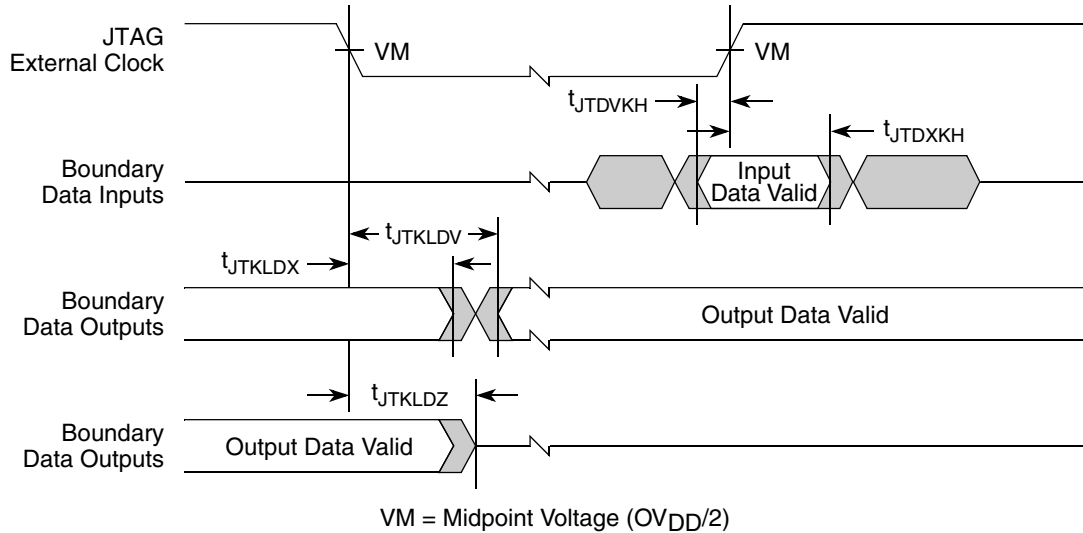 JTAG
External Clock
VM
VM
tJTDVKH
tJTDXKH
Boundary
Data Inputs
Input
Data Valid
tJTKLDV
tJTKLDX
Boundary
Data Outputs
Output Data Valid
tJTKLDZ
Boundary
Data Outputs
Output Data Valid
VM = Midpoint Voltage (OVDD/2)